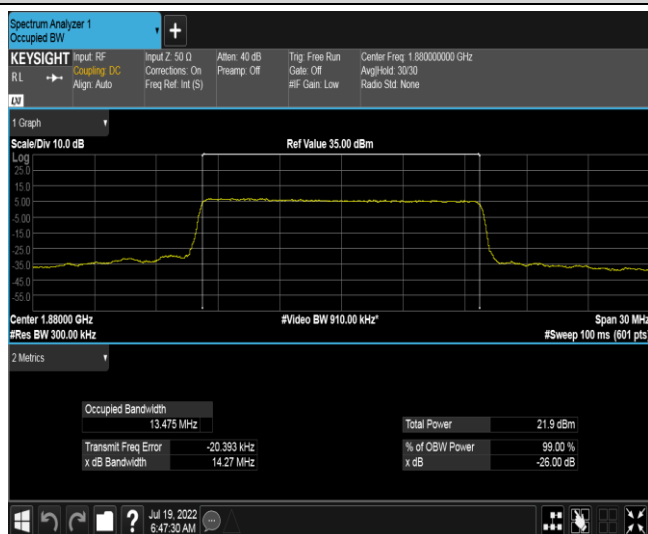 Spectrum Analyzer 1
Occupied BW
+
KEYSIGHT
R L
LXI
Input: RF
Coupling: DC
Align: Auto
Input Z: 50 Ω
Corrections: On
Freq Ref: Int (S)
Atten: 40 dB
Preamp: Off
Trig: Free Run
Gate: Off
#IF Gain: Low
Center Freq: 1.880000000 GHz
Avg|Hold: 30/30
Radio Std: None
1 Graph
Scale/Div 10.0 dB
Ref Value 35.00 dBm
Log
25.0
15.0
5.00
-5.00
-15.0
-25.0
-35.0
-45.0
-55.0
Center 1.88000 GHz
#Video BW 910.00 kHz*
Span 30 MHz
#Res BW 300.00 kHz
#Sweep 100 ms (601 pts)
2 Metrics
Occupied Bandwidth
13.475 MHz
Total Power 21.9 dBm
Transmit Freq Error -20.393 kHz
% of OBW Power 99.00 %
x dB Bandwidth 14.27 MHz
x dB -26.00 dB
?
Jul 19, 2022
6:47:30 AM